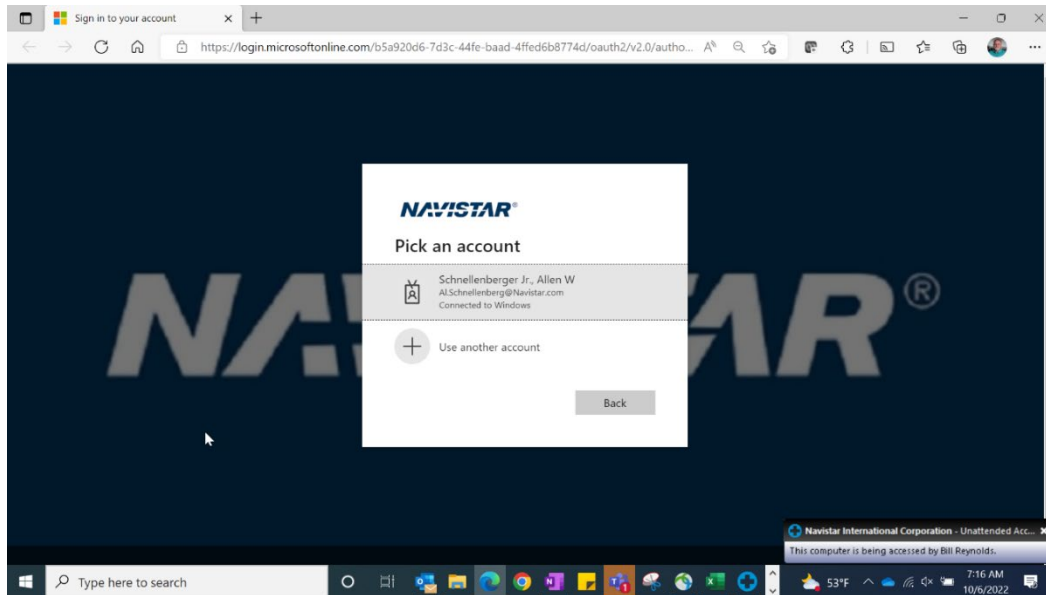 Sign in to your account
https://login.microsoftonline.com/b5a920d6-7d3c-44fe-baad-4ffed6b8774d/oauth2/v2.0/autho...
NAVISTAR®
NAVISTAR®
Pick an account
Schnellenberger Jr., Allen W
Al.Schnellenberg@Navistar.com
Connected to Windows
Use another account
Back
Navistar International Corporation - Unattended Acc...
This computer is being accessed by Bill Reynolds.
Type here to search
53°F
7:16 AM
10/6/2022